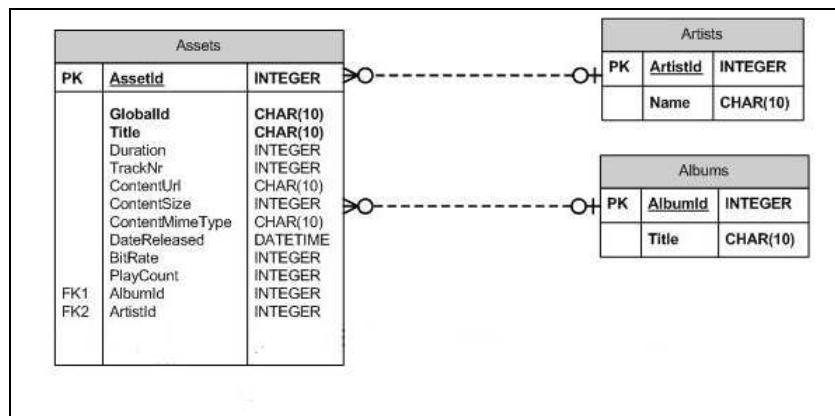 Assets
PK AssetId INTEGER
GlobalId CHAR(10)
Title CHAR(10)
Duration INTEGER
TrackNr INTEGER
ContentUrl CHAR(10)
ContentSize INTEGER
ContentMimeType CHAR(10)
DateReleased DATETIME
BitRate INTEGER
PlayCount INTEGER
FK1 AlbumId INTEGER
FK2 ArtistId INTEGER
Artists
PK ArtistId INTEGER
Name CHAR(10)
Albums
PK AlbumId INTEGER
Title CHAR(10)